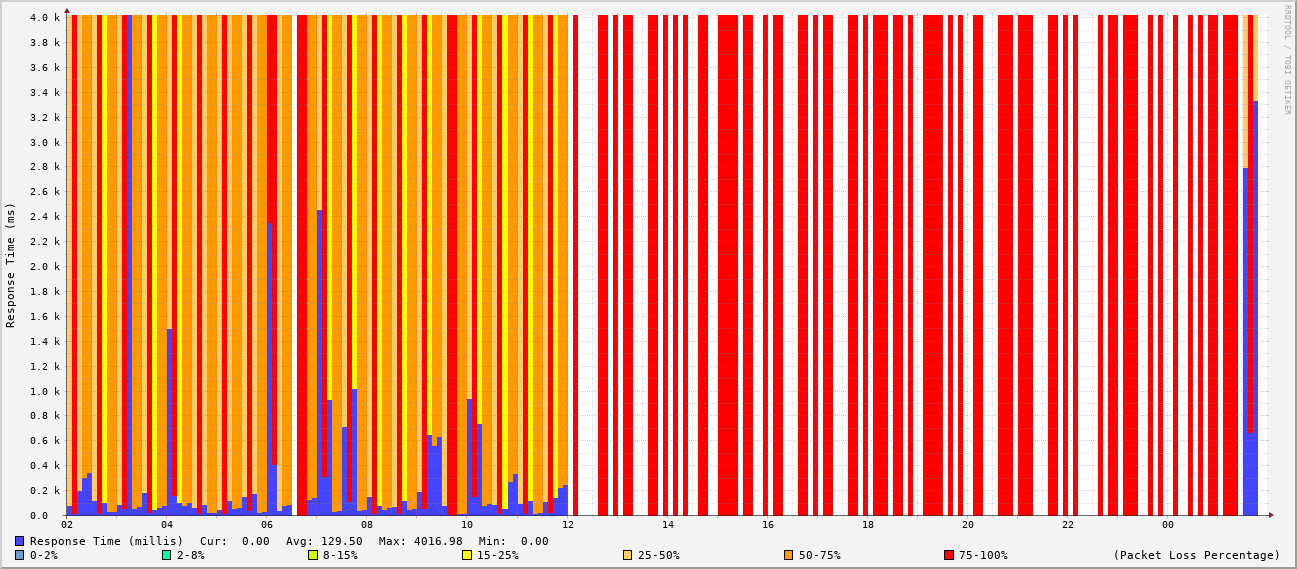 4.0 k
3.8 k
3.6 k
3.4 k
3.2 k
3.0 k
2.8 k
2.6 k
2.4 k
2.2 k
2.0 k
1.8 k
1.6 k
1.4 k
1.2 k
1.0 k
0.8 k
0.6 k
0.4 k
0.2 k
0.0
Response Time (ms)
RRDTOOL / TOBI OETIKER
02 04 06 08 10 12 14 16 18 20 22 00
Response Time (millis) Cur: 0.00 Avg: 129.50 Max: 4016.98 Min: 0.00
0-2% 2-8% 8-15% 15-25% 25-50% 50-75% 75-100% (Packet Loss Percentage)